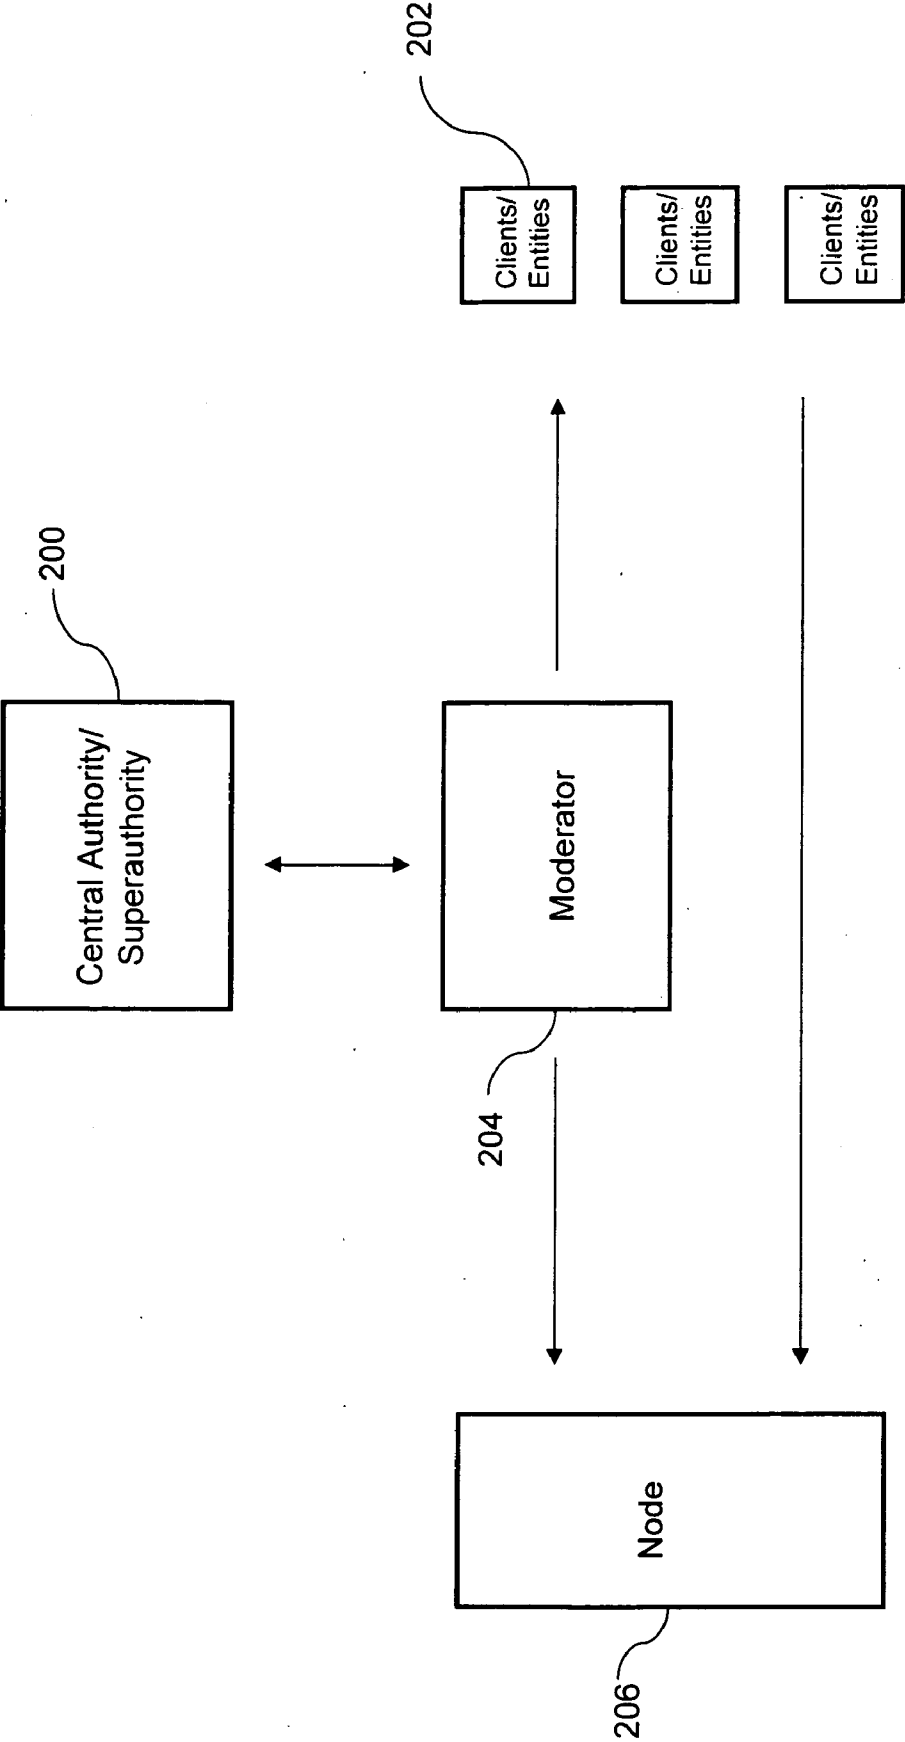 200
Central Authority/
Superauthority
202
Clients/
Entities
Clients/
Entities
Clients/
Entities
204
Moderator
206
Node